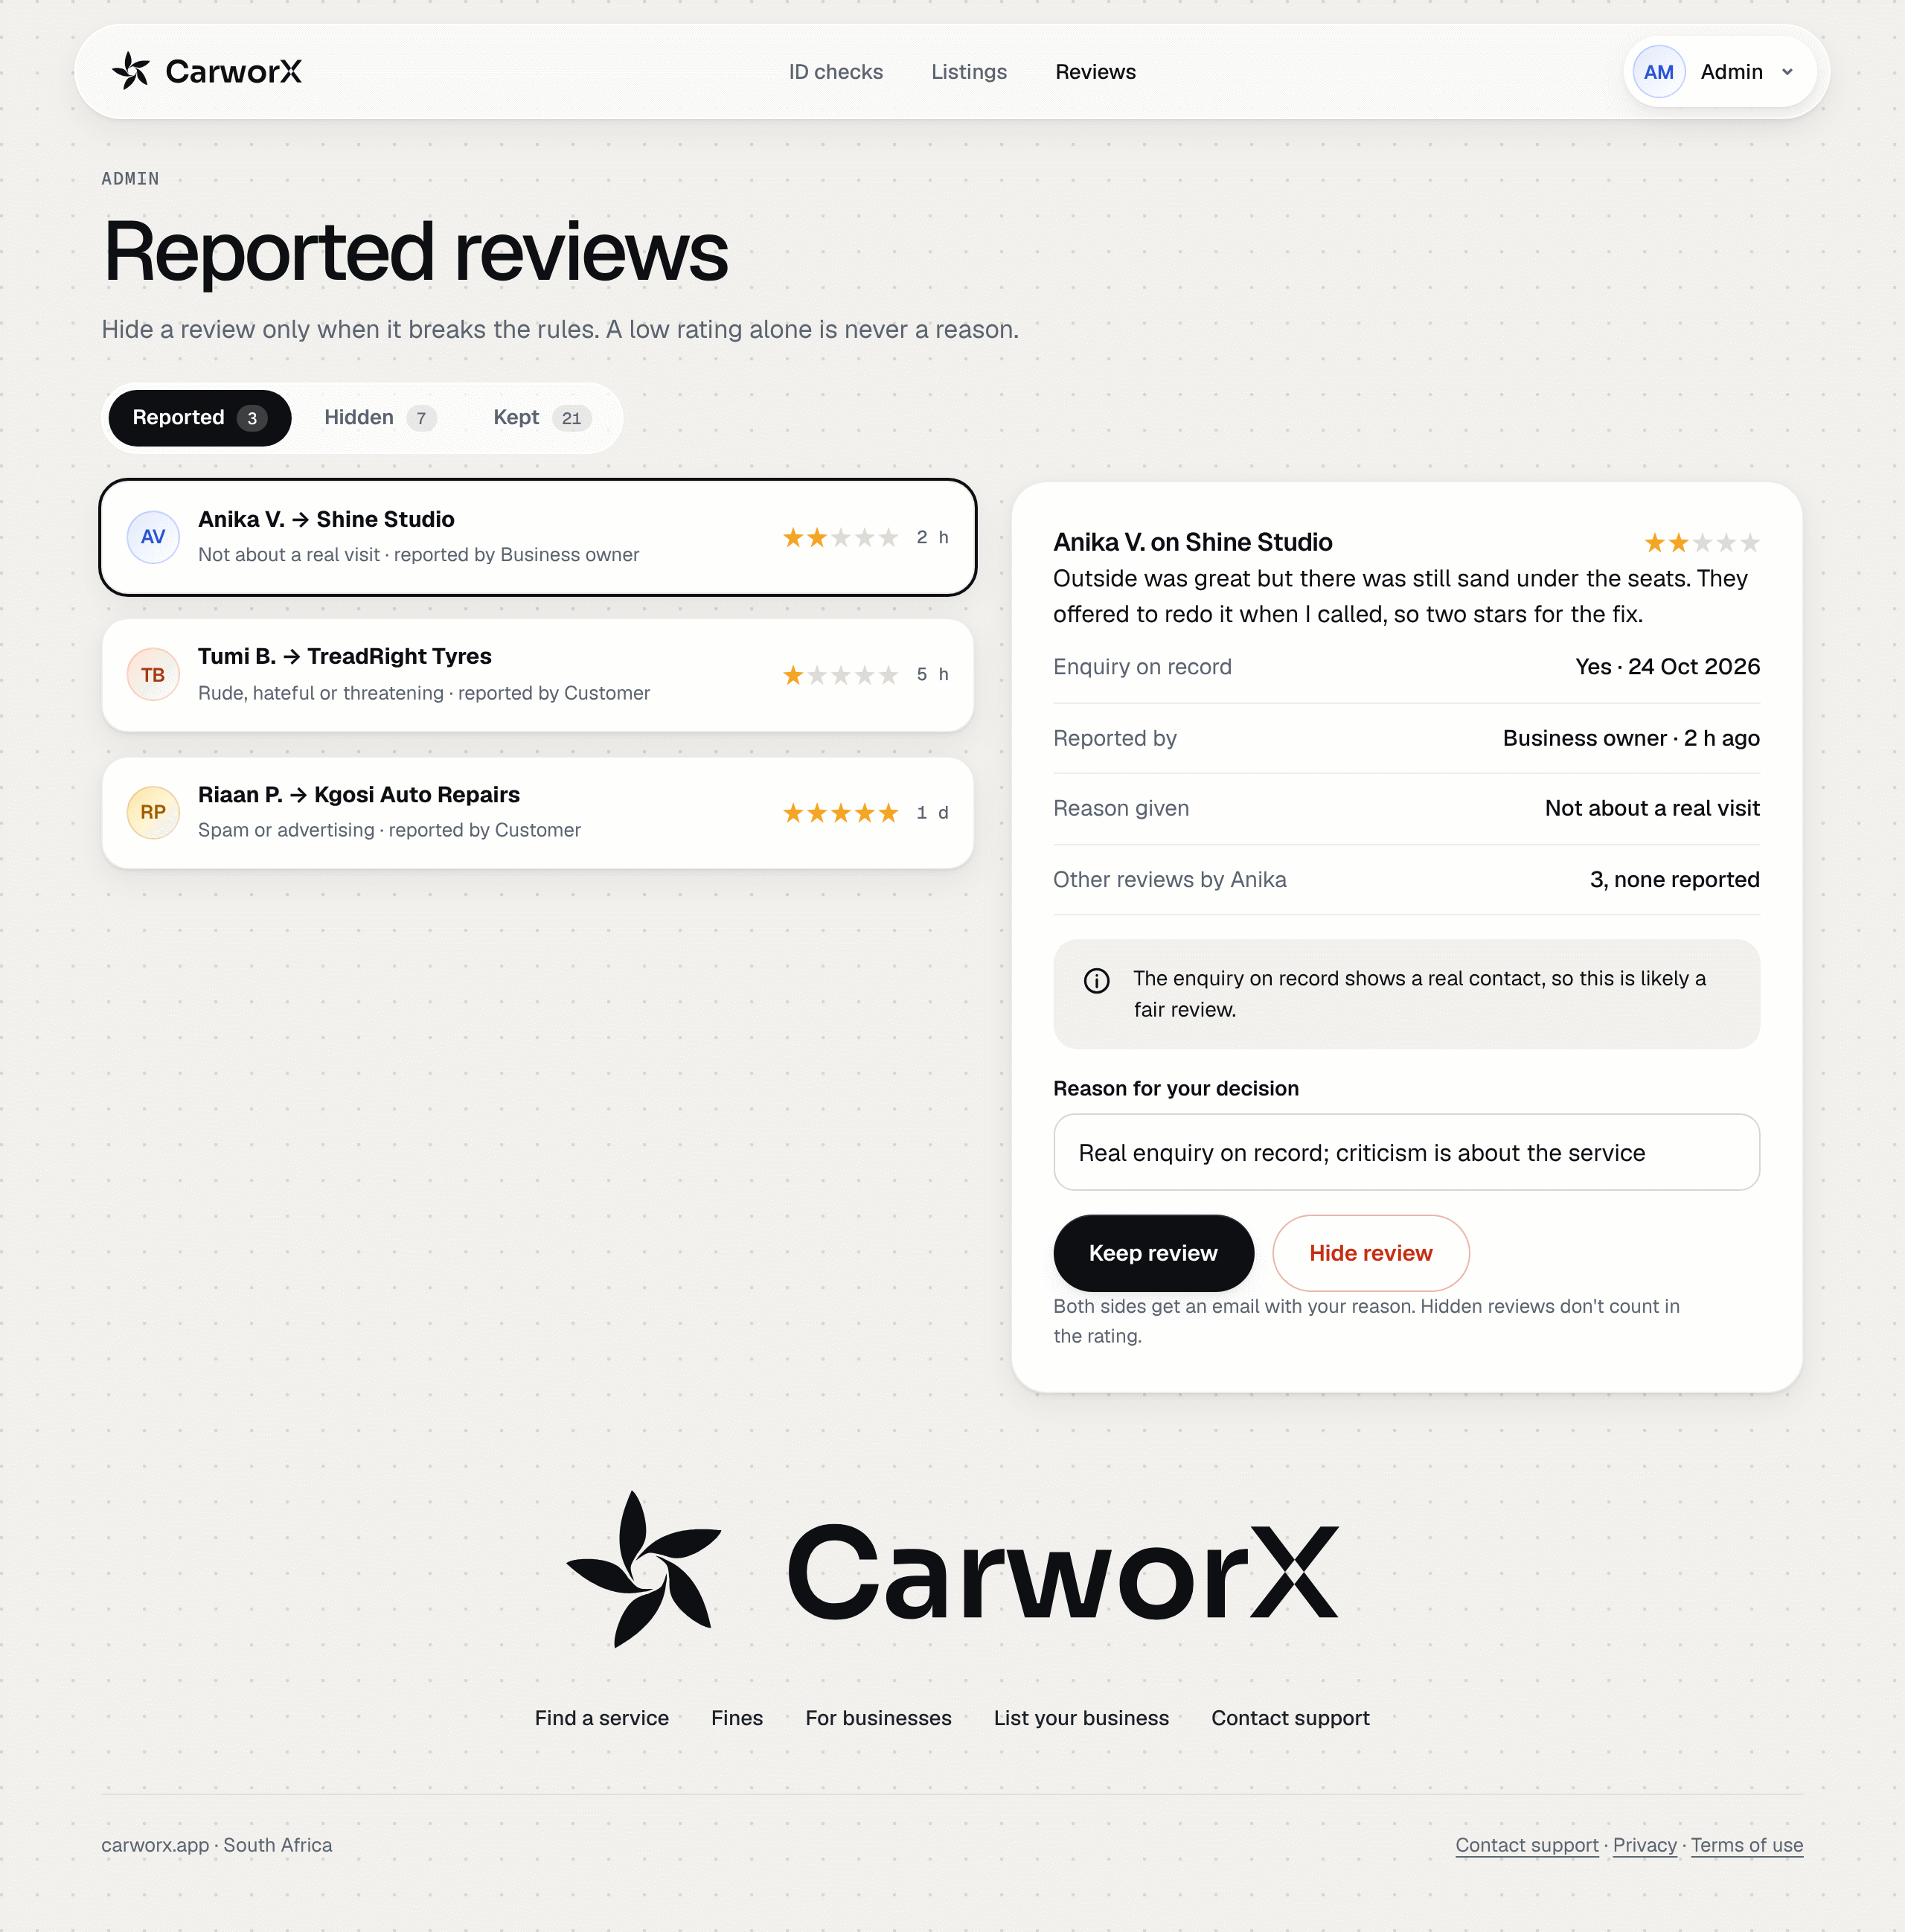 CarworX
ID checks
Listings
Reviews
AM
Admin
ADMIN
Reported reviews
Hide a review only when it breaks the rules. A low rating alone is never a reason.
Reported 3
Hidden 7
Kept 21
AV
Anika V. → Shine Studio
Not about a real visit · reported by Business owner
2 h
TB
Tumi B. → TreadRight Tyres
Rude, hateful or threatening · reported by Customer
5 h
RP
Riaan P. → Kgosi Auto Repairs
Spam or advertising · reported by Customer
1 d
Anika V. on Shine Studio
Outside was great but there was still sand under the seats. They
offered to redo it when I called, so two stars for the fix.
Enquiry on record
Yes · 24 Oct 2026
Reported by
Business owner · 2 h ago
Reason given
Not about a real visit
Other reviews by Anika
3, none reported
The enquiry on record shows a real contact, so this is likely a
fair review.
Reason for your decision
Real enquiry on record; criticism is about the service
Keep review
Hide review
Both sides get an email with your reason. Hidden reviews don't count in
the rating.
CarworX
Find a service
Fines
For businesses
List your business
Contact support
carworx.app · South Africa
Contact support · Privacy · Terms of use